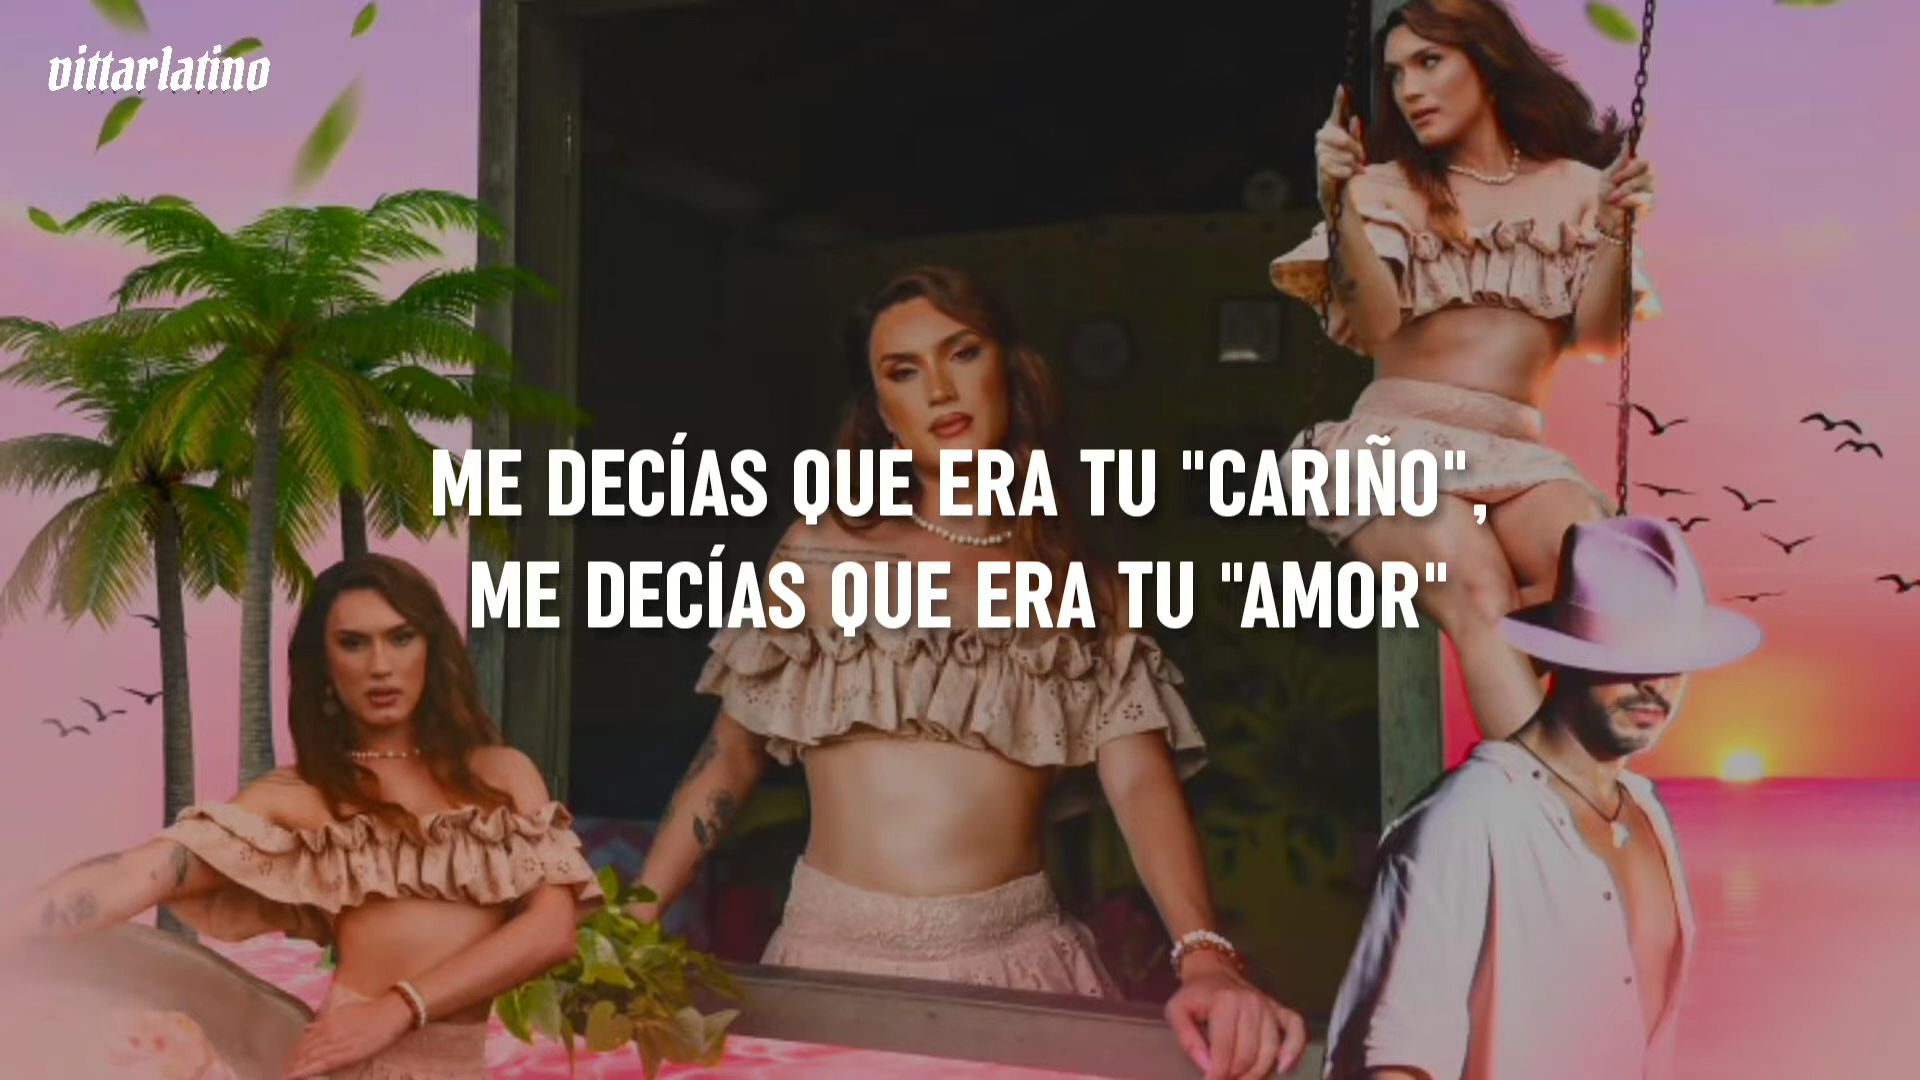 vittarlatino
ME DECÍAS QUE ERA TU "CARIÑO",
ME DECÍAS QUE ERA TU "AMOR"